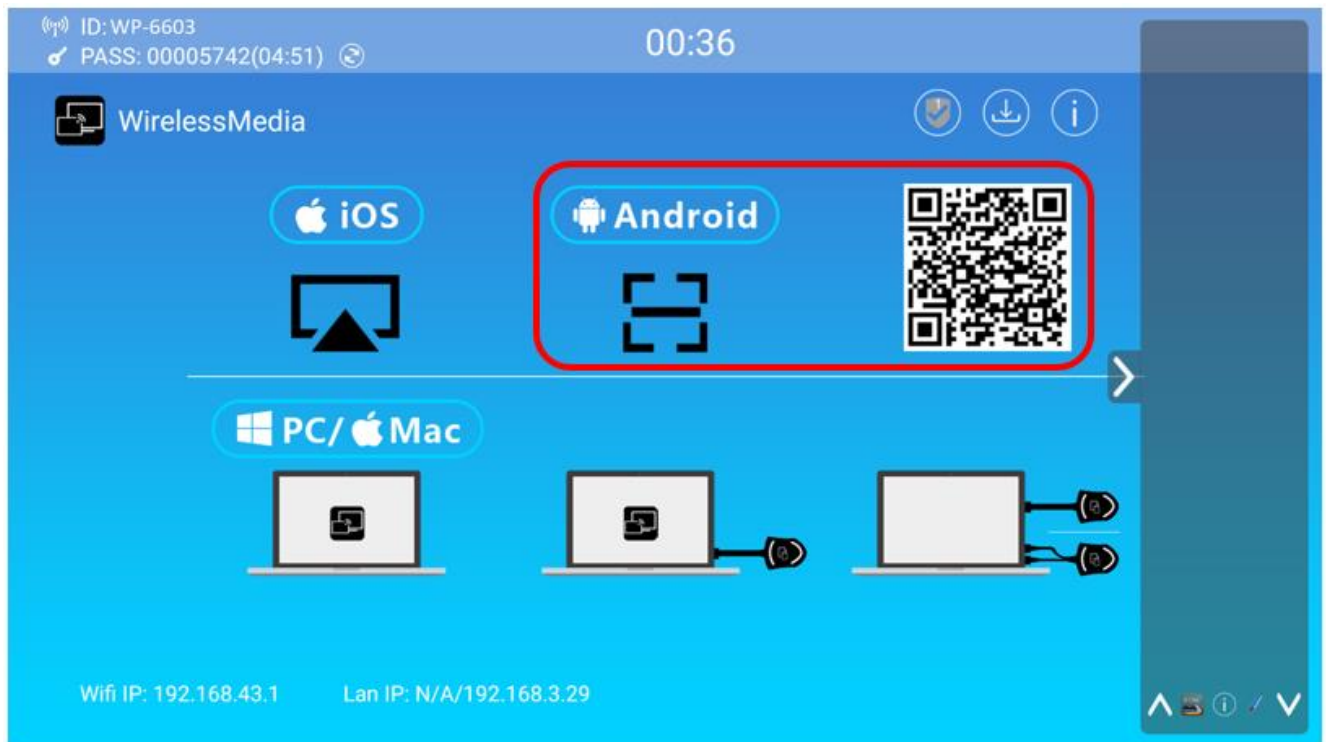 ID: WP-6603
PASS: 00005742(04:51)
00:36
WirelessMedia
iOS
Android
PC/ Mac
Wifi IP: 192.168.43.1
Lan IP: N/A/192.168.3.29